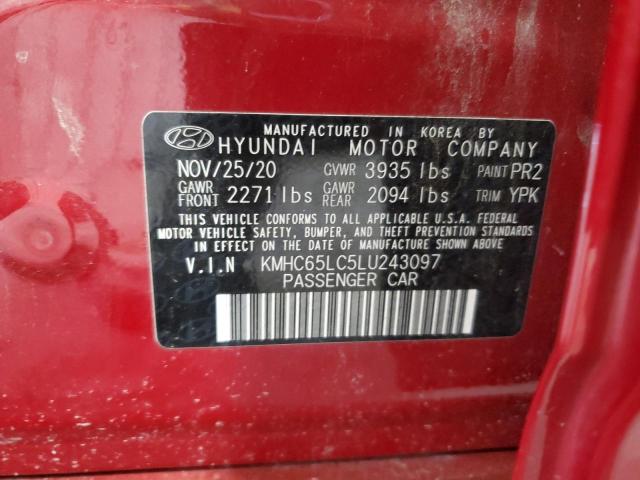 MANUFACTURED IN KOREA BY
HYUNDAI MOTOR COMPANY
NOV/25/20 GVWR 3935 lbs PAINT PR2
GAWR FRONT 2271 lbs GAWR REAR 2094 lbs TRIM YPK
THIS VEHICLE CONFORMS TO ALL APPLICABLE U.S.A. FEDERAL
MOTOR VEHICLE SAFETY, BUMPER, AND THEFT PREVENTION STANDARDS
IN EFFECT ON THE DATE OF MANUFACTURE SHOWN ABOVE.
V.I.N KMHC65LC5LU243097
PASSENGER CAR